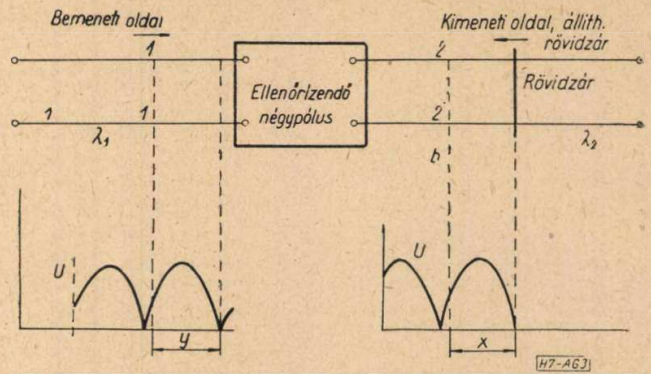 Bemeneti oldal
1
1
1
λ₁
Ellenőrizendő
négypólus
Kimeneti oldal, állith.
rövidzár
Rövidzár
2
2
b
λ₂
U
y
U
x
H7-AG3